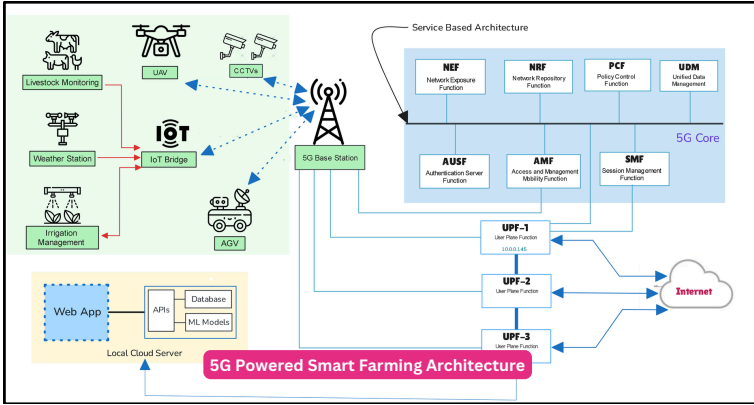 Service Based Architecture
Livestock Monitoring
UAV
CCTVs
Weather Station
IOT
IoT Bridge
Irrigation
Management
AGV
5G Base Station
NEF
Network Exposure
Function
NRF
Network Repository
Function
PCF
Policy Control
Function
UDM
Unified Data
Management
5G Core
AUSF
Authentication Server
Function
AMF
Access and Management
Mobility Function
SMF
Session Management
Function
UPF-1
User Plane Function
10.0.0.145
UPF-2
User Plane Function
UPF-3
User Plane Function
Internet
Web App
APIs
Database
ML Models
Local Cloud Server
5G Powered Smart Farming Architecture